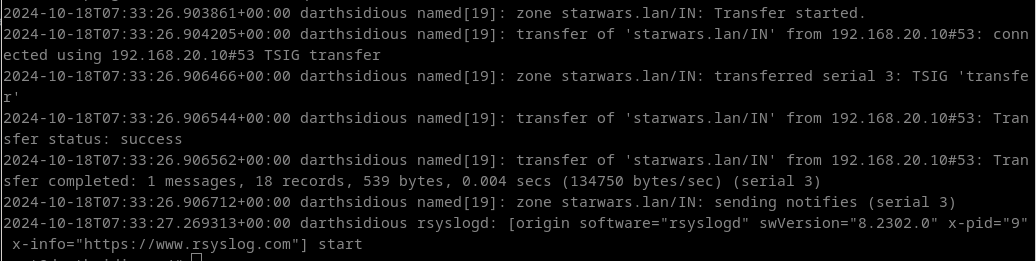 2024-10-18T07:33:26.903861+00:00 darthsidious named[19]: zone starwars.lan/IN: Transfer started.
2024-10-18T07:33:26.904205+00:00 darthsidious named[19]: transfer of 'starwars.lan/IN' from 192.168.20.10#53: conn
ected using 192.168.20.10#53 TSIG transfer
2024-10-18T07:33:26.906466+00:00 darthsidious named[19]: zone starwars.lan/IN: transferred serial 3: TSIG 'transfe
r'
2024-10-18T07:33:26.906544+00:00 darthsidious named[19]: transfer of 'starwars.lan/IN' from 192.168.20.10#53: Tran
sfer status: success
2024-10-18T07:33:26.906562+00:00 darthsidious named[19]: transfer of 'starwars.lan/IN' from 192.168.20.10#53: Tran
sfer completed: 1 messages, 18 records, 539 bytes, 0.004 secs (134750 bytes/sec) (serial 3)
2024-10-18T07:33:26.906712+00:00 darthsidious named[19]: zone starwars.lan/IN: sending notifies (serial 3)
2024-10-18T07:33:27.269313+00:00 darthsidious rsyslogd: [origin software="rsyslogd" swVersion="8.2302.0" x-pid="9"
 x-info="https://www.rsyslog.com"] start